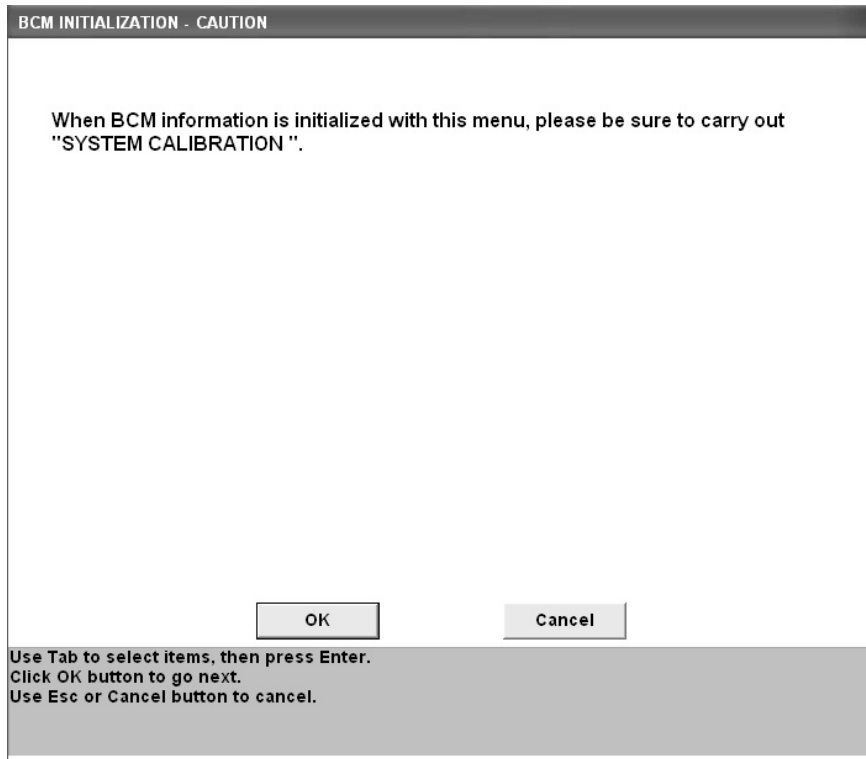 BCM INITIALIZATION - CAUTION
When BCM information is initialized with this menu, please be sure to carry out
"SYSTEM CALIBRATION ".
OK
Cancel
Use Tab to select items, then press Enter.
Click OK button to go next.
Use Esc or Cancel button to cancel.